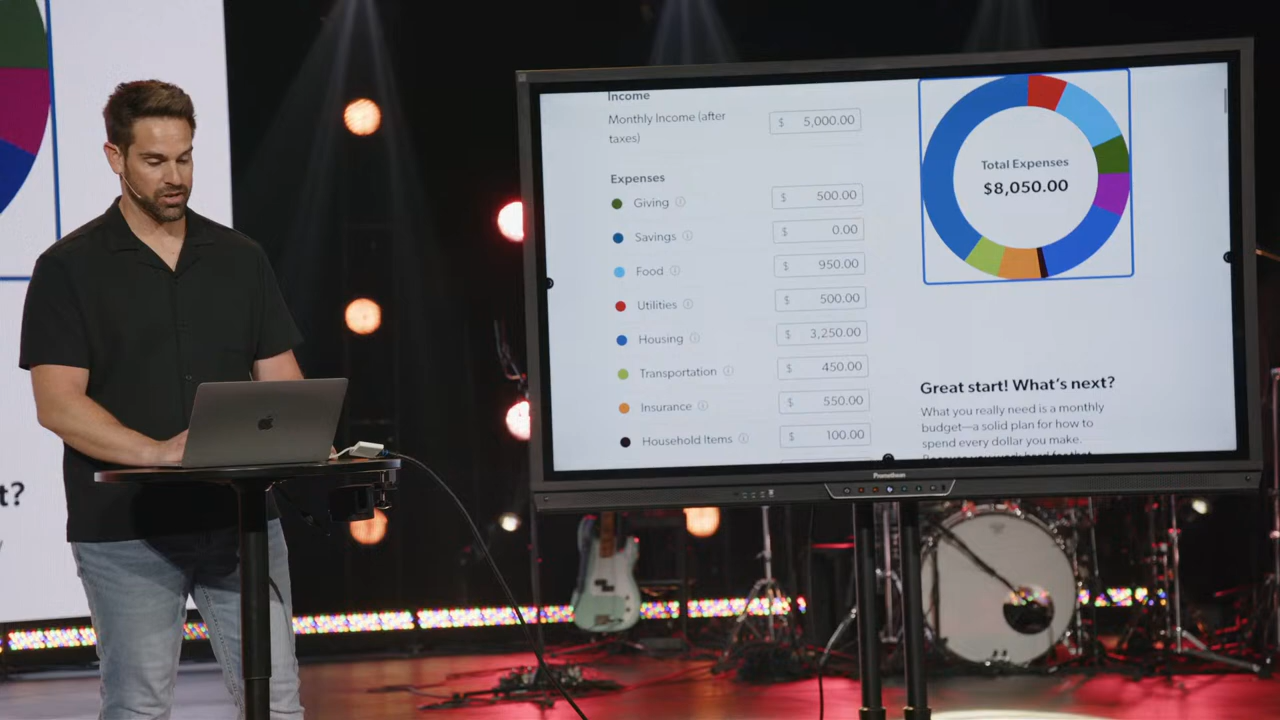 Income
Monthly Income (after
taxes)
$ 5,000.00
Expenses
Giving $ 500.00
Savings $ 0.00
Food $ 950.00
Utilities $ 500.00
Housing $ 3,250.00
Transportation $ 450.00
Insurance $ 550.00
Household Items $ 100.00
Total Expenses
$8,050.00
Great start! What's next?
What you really need is a monthly
budget—a solid plan for how to
spend every dollar you make.
Promethean
t?